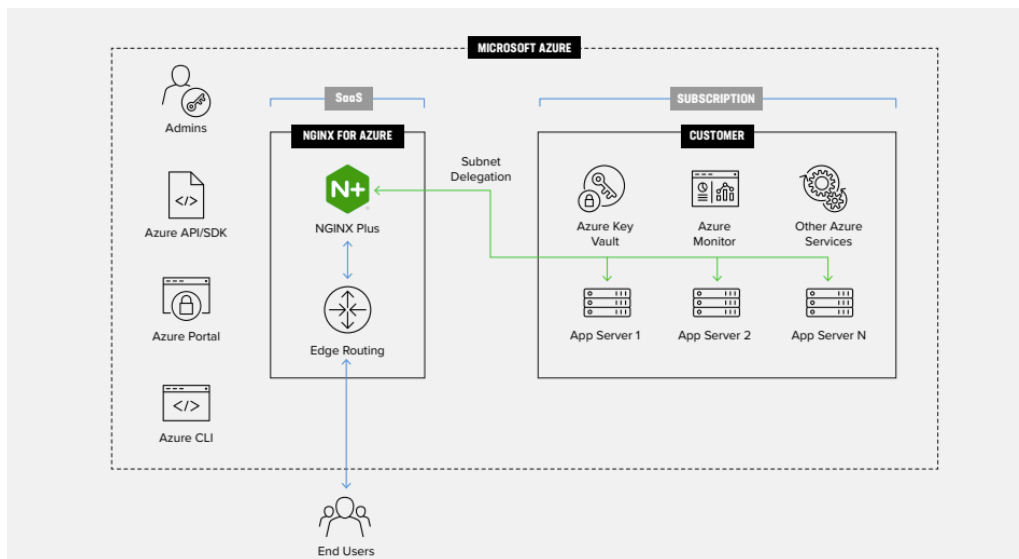 MICROSOFT AZURE
Admins
Azure API/SDK
</>
Azure Portal
</>
Azure CLI
SaaS
NGINX FOR AZURE
N+
NGINX Plus
Edge Routing
End Users
Subnet
Delegation
SUBSCRIPTION
CUSTOMER
Azure Key
Vault
Azure
Monitor
Other Azure
Services
App Server 1
App Server 2
App Server N